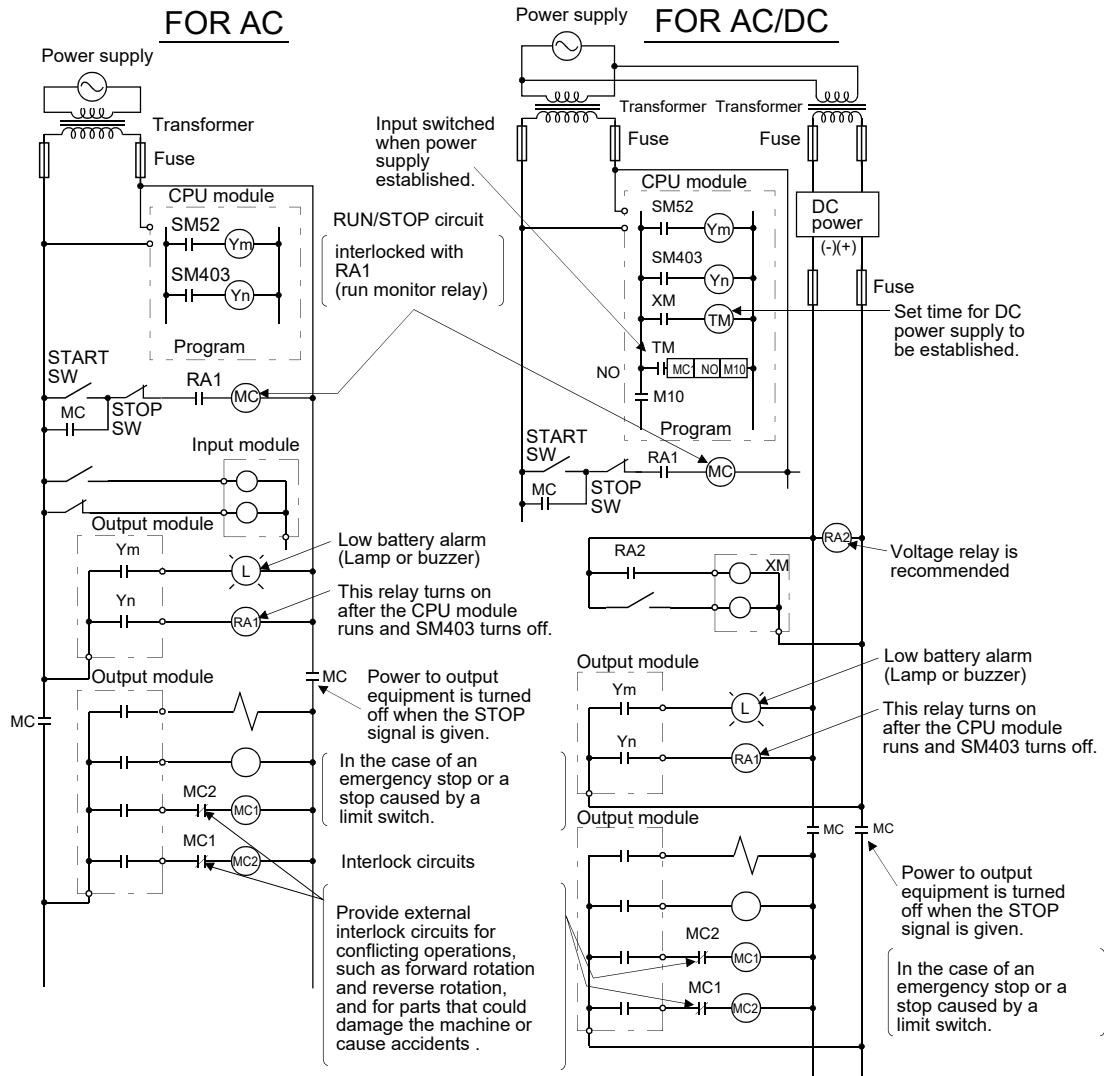 FOR AC
Power supply
Transformer
Fuse
CPU module
SM52
Ym
SM403
Yn
Program
RUN/STOP circuit
interlocked with
RA1
(run monitor relay)
START
SW
MC
STOP
SW
RA1
MC
Input module
Output module
Ym
Yn
L
RA1
Low battery alarm
(Lamp or buzzer)
This relay turns on
after the CPU module
runs and SM403 turns off.
Output module
MC
MC
Power to output
equipment is turned
off when the STOP
signal is given.
In the case of an
emergency stop or a
stop caused by a
limit switch.
MC2
MC1
MC1
MC2
Interlock circuits
Provide external
interlock circuits for
conflicting operations,
such as forward rotation
and reverse rotation,
and for parts that could
damage the machine or
cause accidents .
FOR AC/DC
Power supply
Transformer
Transformer
Fuse
Fuse
Input switched
when power
supply
established.
CPU module
SM52
Ym
SM403
Yn
XM
TM
TM
NO
MC1
NO
M10
M10
Program
DC
power
(-)(+)
Fuse
Set time for DC
power supply to
be established.
START
SW
MC
STOP
SW
RA1
MC
RA2
Voltage relay is
recommended
RA2
XM
Output module
Ym
Yn
L
RA1
Low battery alarm
(Lamp or buzzer)
This relay turns on
after the CPU module
runs and SM403 turns off.
Output module
MC
MC
Power to output
equipment is turned
off when the STOP
signal is given.
In the case of an
emergency stop or a
stop caused by a
limit switch.
MC2
MC1
MC1
MC2